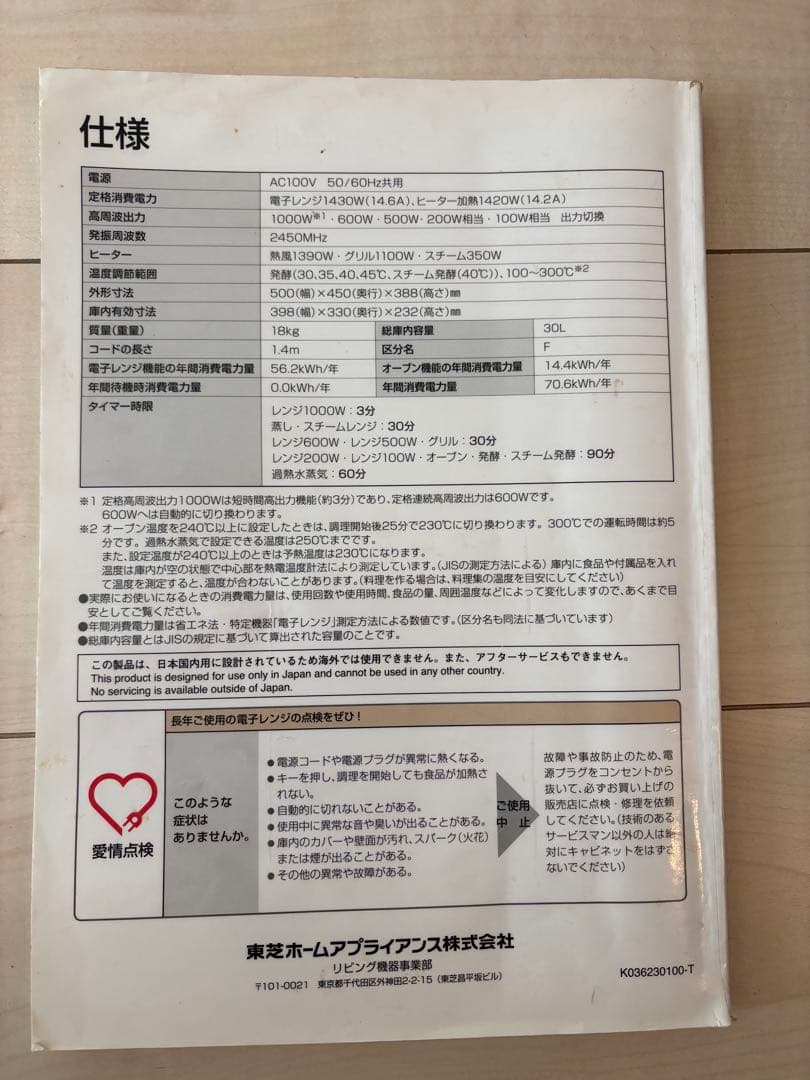 仕様
電源 AC100V 50/60Hz共用
定格消費電力 電子レンジ1430W(14.6A)、ヒーター加熱1420W(14.2A)
高周波出力 1000W※1・600W・500W・200W相当・100W相当 出力切換
発振周波数 2450MHz
ヒーター 熱風1390W・グリル1100W・スチーム350W
温度調節範囲 発酵(30、35、40、45℃、スチーム発酵(40℃))、100～300℃※2
外形寸法 500(幅)×450(奥行)×388(高さ)㎜
庫内有効寸法 398(幅)×330(奥行)×232(高さ)㎜
質量(重量) 18kg 総庫内容量 30L
コードの長さ 1.4m 区分名 F
電子レンジ機能の年間消費電力量 56.2kWh/年 オーブン機能の年間消費電力量 14.4kWh/年
年間待機時消費電力量 0.0kWh/年 年間消費電力量 70.6kWh/年
タイマー時限 レンジ1000W：3分
蒸し・スチームレンジ：30分
レンジ600W・レンジ500W・グリル：30分
レンジ200W・レンジ100W・オーブン・発酵・スチーム発酵：90分
過熱水蒸気：60分
※1 定格高周波出力1000Wは短時間高出力機能(約3分)であり、定格連続高周波出力は600Wです。
600Wへは自動的に切り換わります。
※2 オーブン温度を240℃以上に設定したときは、調理開始後25分で230℃に切り換わります。300℃での運転時間は約5
分です。過熱水蒸気で設定できる温度は250℃までです。
また、設定温度が240℃以上のときは予熱温度は230℃になります。
温度は庫内が空の状態で中心部を熱電温度計法により測定しています。(JISの測定方法による) 庫内に食品や付属品を入れ
て温度を測定すると、温度が合わないことがあります。(料理を作る場合は、料理集の温度を目安にしてください)
●実際にお使いになるときの消費電力量は、使用回数や使用時間、食品の量、周囲温度などによって変化しますので、あくまで目
安としてご覧ください。
●年間消費電力量は省エネ法・特定機器「電子レンジ」測定方法による数値です。(区分名も同法に基づいています)
●総庫内容量とはJISの規定に基づいて算出された容量のことです。
この製品は、日本国内用に設計されているため海外では使用できません。また、アフターサービスもできません。
This product is designed for use only in Japan and cannot be used in any other country.
No servicing is available outside of Japan.
長年ご使用の電子レンジの点検をぜひ！
愛情点検
このような
症状は
ありませんか。
●電源コードや電源プラグが異常に熱くなる。
●キーを押し、調理を開始しても食品が加熱さ
れない。
●自動的に切れないことがある。
●使用中に異常な音や臭いが出ることがある。
●庫内のカバーや壁面が汚れ、スパーク(火花)
または煙が出ることがある。
●その他の異常や故障がある。
ご使用
中止
故障や事故防止のため、電
源プラグをコンセントから
抜いて、必ずお買い上げの
販売店に点検・修理を依頼
してください。(技術のある
サービスマン以外の人は絶
対にキャビネットをはずさ
ないでください)
東芝ホームアプライアンス株式会社
リビング機器事業部
〒101-0021 東京都千代田区外神田2-2-15(東芝昌平坂ビル)
K036230100-T